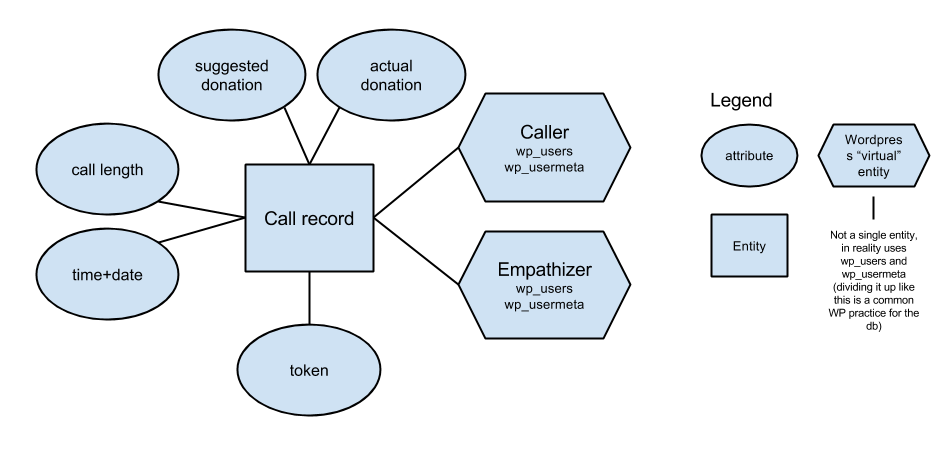 suggested
donation
actual
donation
call length
time+date
Call record
token
Caller
wp_users
wp_usermeta
Empathizer
wp_users
wp_usermeta
Legend
attribute
Wordpres
s “virtual”
entity
Entity
Not a single entity,
in reality uses
wp_users and
wp_usermeta
(dividing it up like
this is a common
WP practice for the
db)